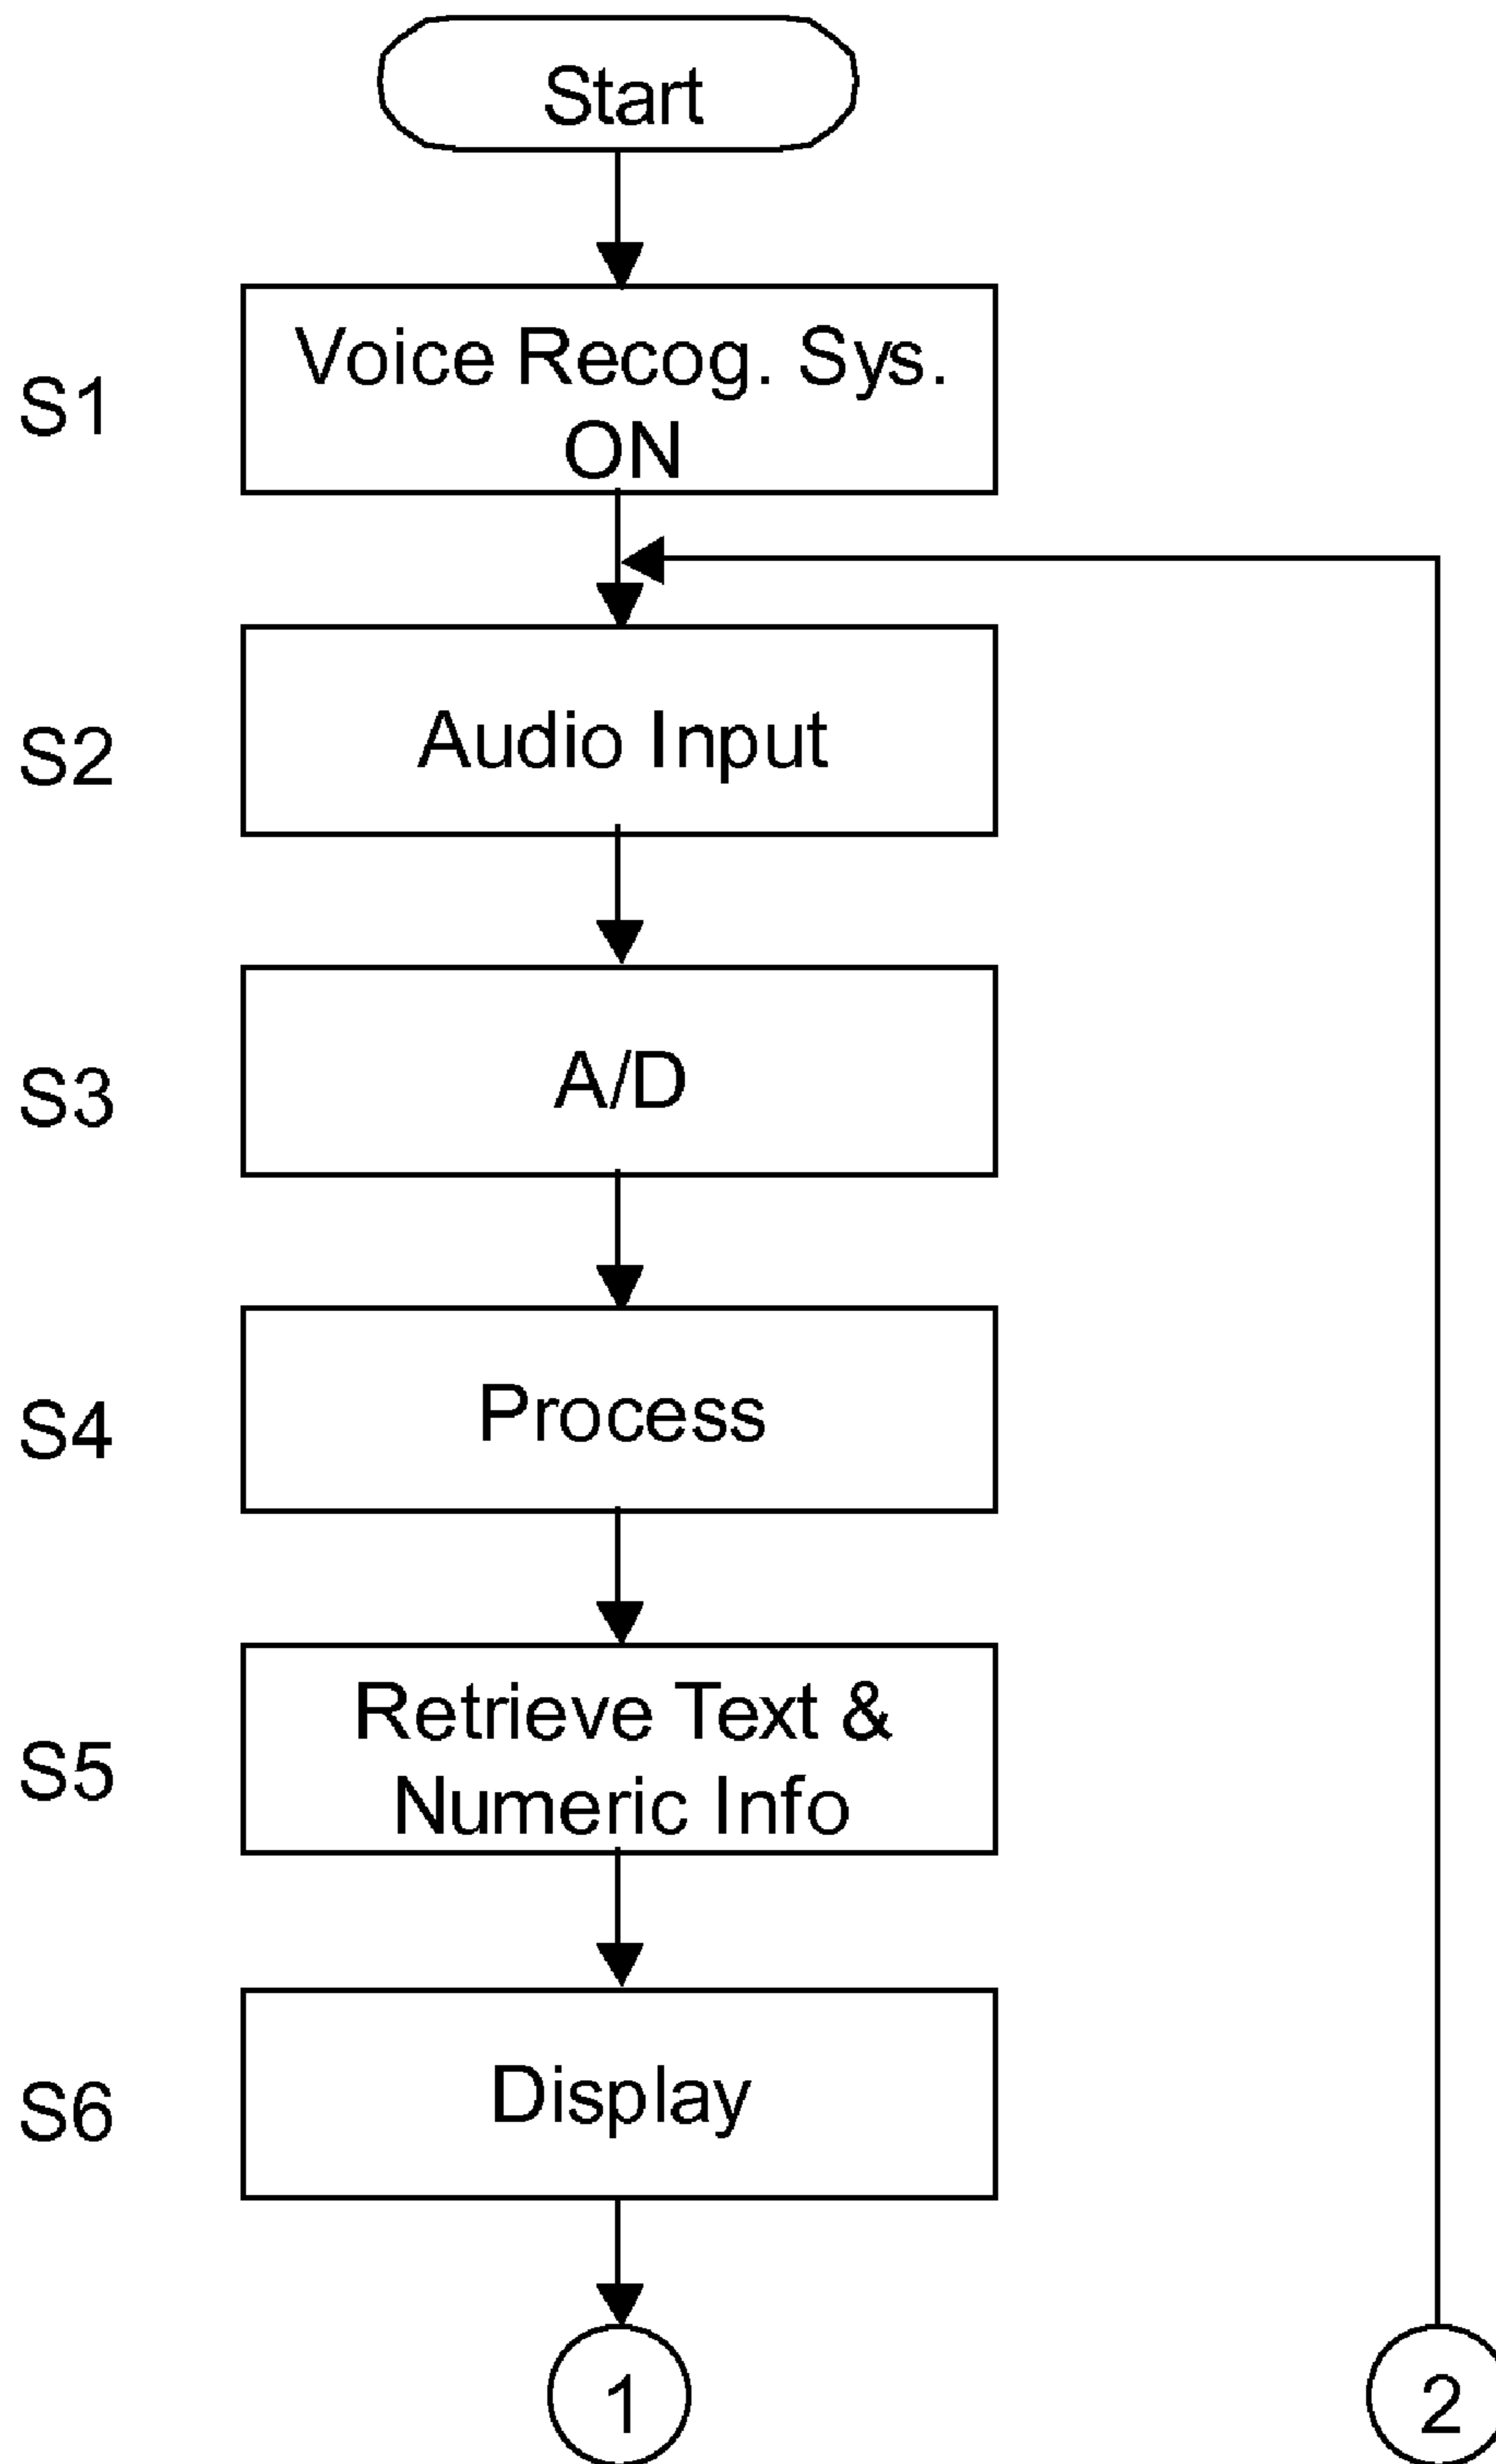 Start
S1
Voice Recog. Sys.
ON
S2
Audio Input
S3
A/D
S4
Process
S5
Retrieve Text &
Numeric Info
S6
Display
1
2